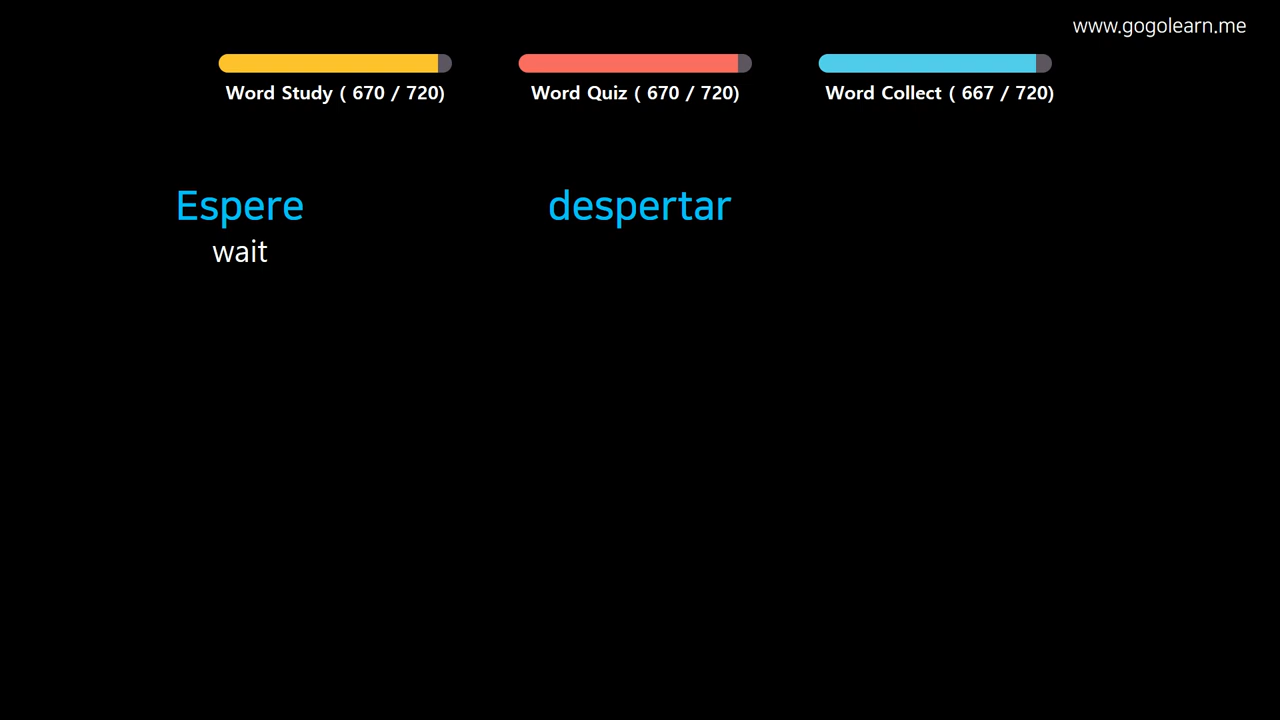 www.gogolearn.me
Word Study ( 670 / 720)
Word Quiz ( 670 / 720)
Word Collect ( 667 / 720)
Espere
wait
despertar